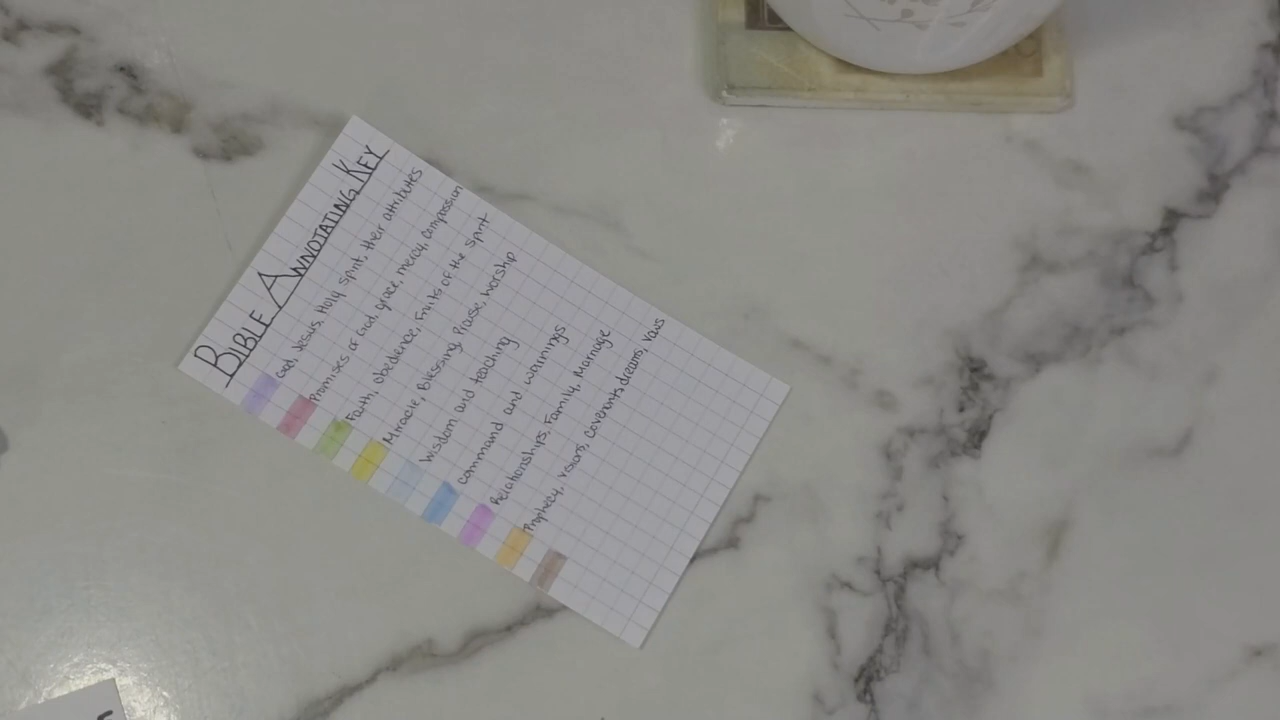 BIBLE ANNOTATING KEY
God, Jesus, Holy Spirit, their attributes
Promises of God, grace, mercy, compassion
Faith, obedience, Fruits of the Spirit
Miracle, Blessing, Praise, worship
Wisdom and teaching
command and warnings
Relationships, Family, Marriage
Prophecy, visions, Covenants dreams, Vows